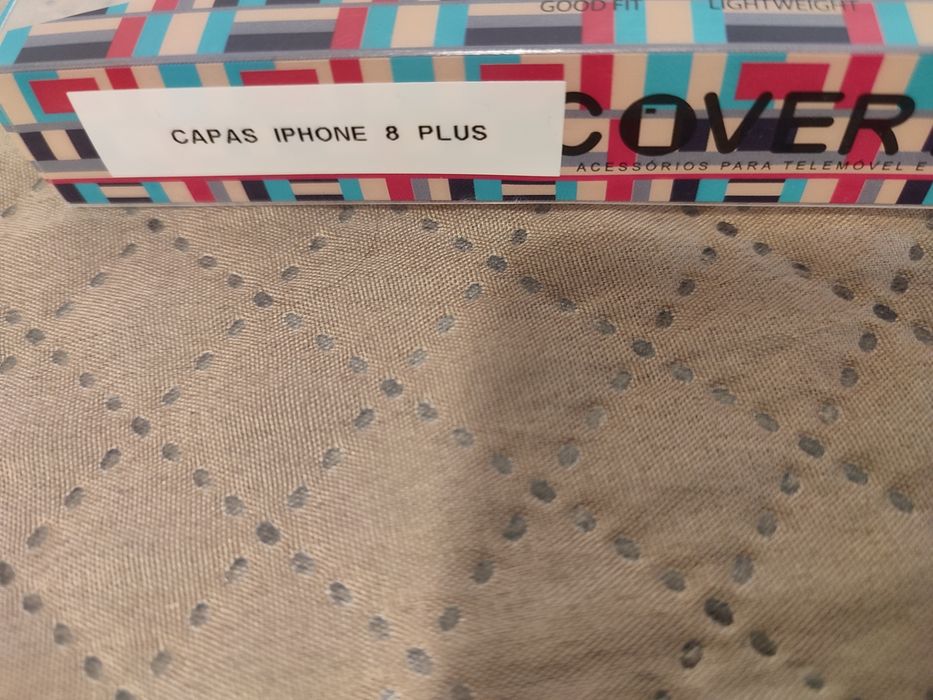 GOOD FIT LIGHTWEIGHT
CAPAS IPHONE 8 PLUS
COVER
ACESSÓRIOS PARA TELEMÓVEL E